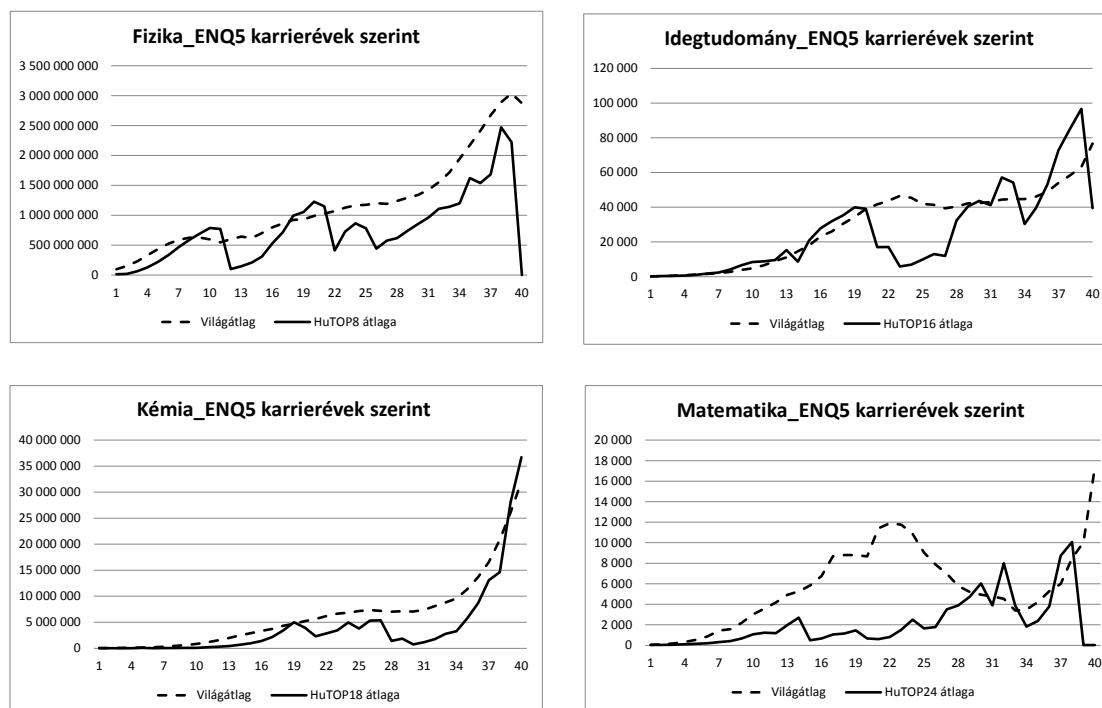 Fizika_ENQ5 karrierévek szerint
3 500 000 000
3 000 000 000
2 500 000 000
2 000 000 000
1 500 000 000
1 000 000 000
500 000 000
0
1 4 7 10 13 16 19 22 25 28 31 34 37 40
Világátlag HuTOP8 átlaga
Idegtudomány_ENQ5 karrierévek szerint
120 000
100 000
80 000
60 000
40 000
20 000
0
1 4 7 10 13 16 19 22 25 28 31 34 37 40
Világátlag HuTOP16 átlaga
Kémia_ENQ5 karrierévek szerint
40 000 000
35 000 000
30 000 000
25 000 000
20 000 000
15 000 000
10 000 000
5 000 000
0
1 4 7 10 13 16 19 22 25 28 31 34 37 40
Világátlag HuTOP18 átlaga
Matematika_ENQ5 karrierévek szerint
20 000
18 000
16 000
14 000
12 000
10 000
8 000
6 000
4 000
2 000
0
1 4 7 10 13 16 19 22 25 28 31 34 37 40
Világátlag HuTOP24 átlaga